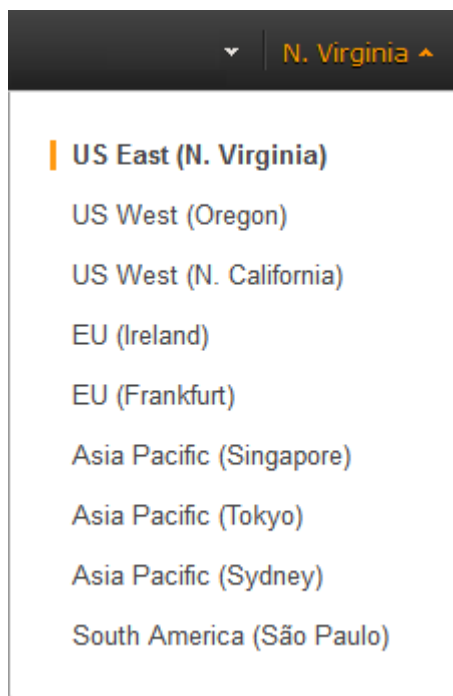 N. Virginia
US East (N. Virginia)
US West (Oregon)
US West (N. California)
EU (Ireland)
EU (Frankfurt)
Asia Pacific (Singapore)
Asia Pacific (Tokyo)
Asia Pacific (Sydney)
South America (São Paulo)